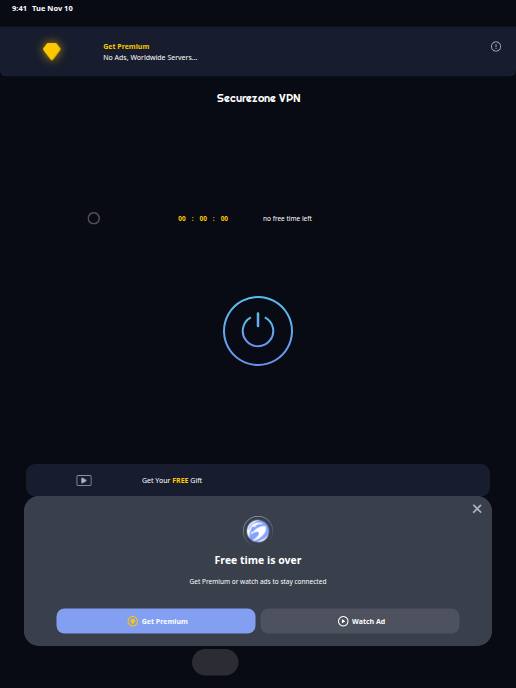 9:41 Tue Nov 10
Get Premium
No Ads, Worldwide Servers...
Securezone VPN
00 : 00 : 00 no free time left
Get Your FREE Gift
Free time is over
Get Premium or watch ads to stay connected
Get Premium
Watch Ad